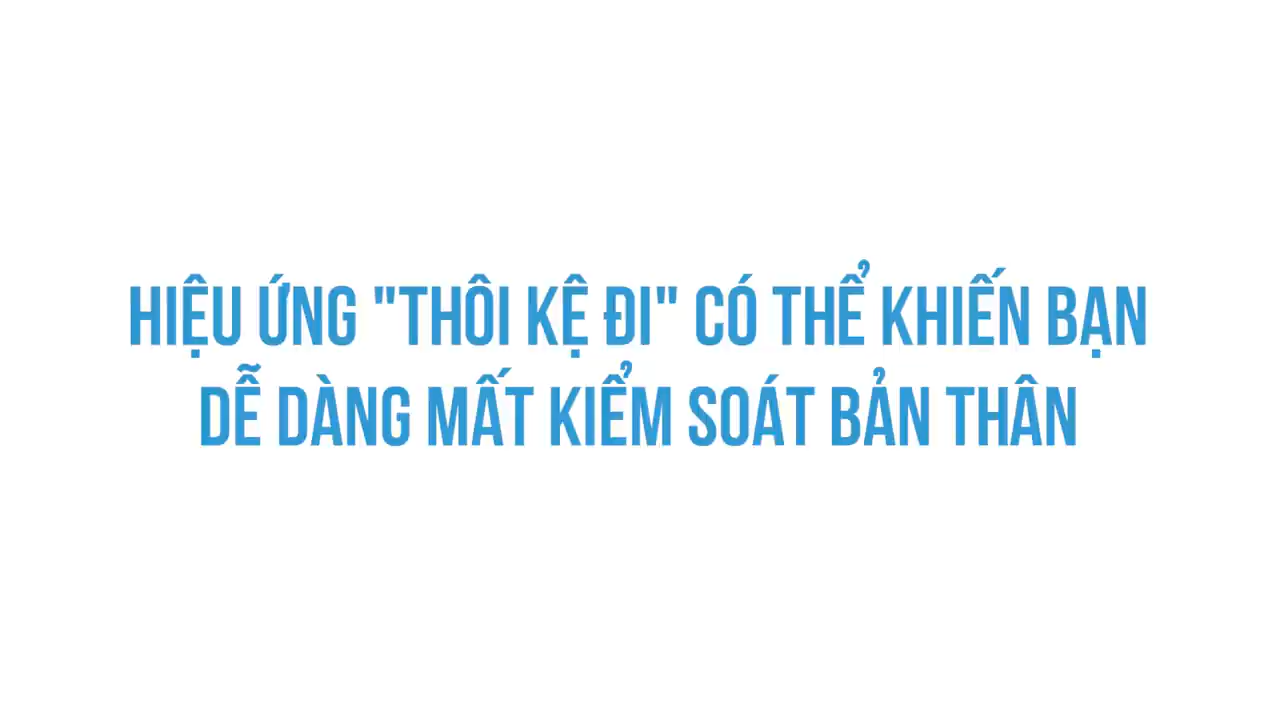 HIỆU ỨNG "THÔI KỆ ĐI" CÓ THỂ KHIẾN BẠN
DỄ DÀNG MẤT KIỂM SOÁT BẢN THÂN